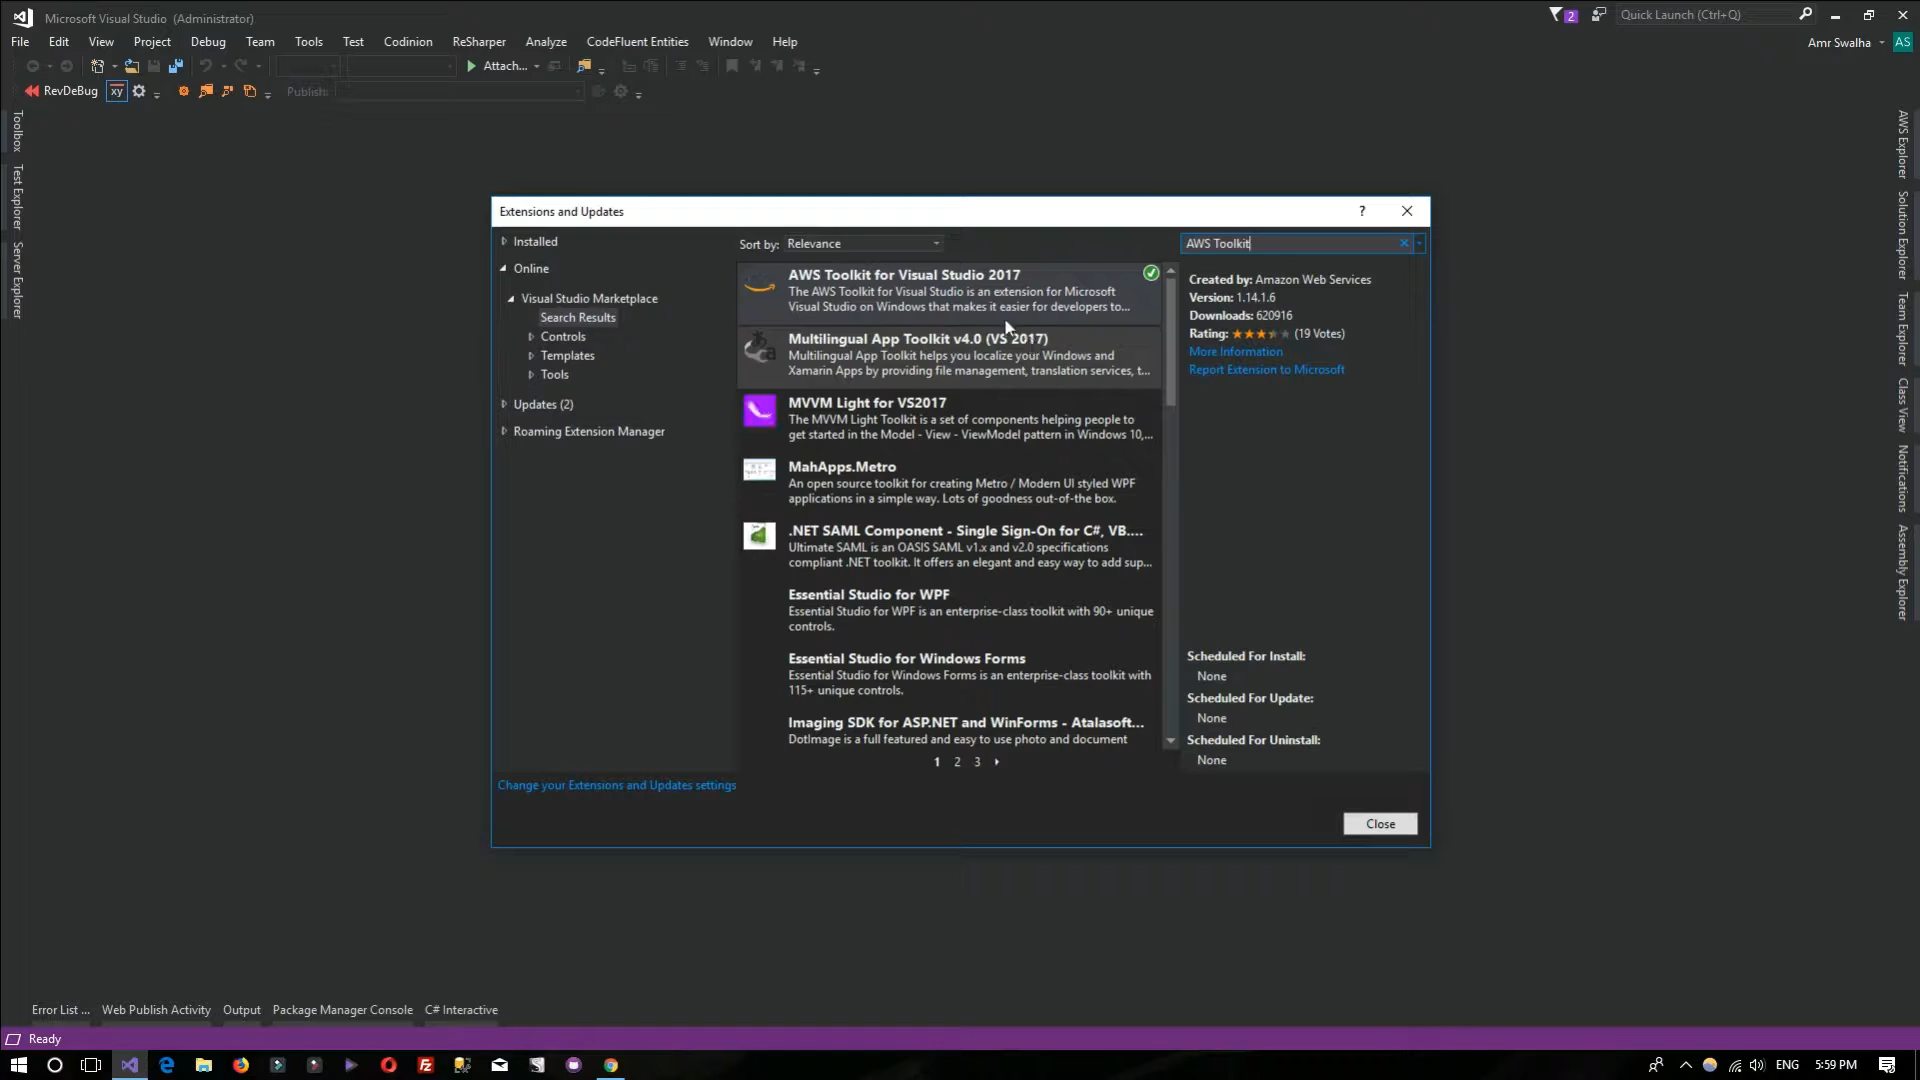 Microsoft Visual Studio (Administrator)
2
Quick Launch (Ctrl+Q)
File Edit View Project Debug Team Tools Test Codinion ReSharper Analyze CodeFluent Entities Window Help
Amr Swalha AS
Attach...
RevDeBug xy Publish:
Toolbox
Test Explorer
Server Explorer
AWS Explorer
Solution Explorer
Team Explorer
Class View
Notifications
Assembly Explorer
Extensions and Updates
?
Installed
Online
Visual Studio Marketplace
Search Results
Controls
Templates
Tools
Updates (2)
Roaming Extension Manager
Sort by: Relevance
AWS Toolkit for Visual Studio 2017
The AWS Toolkit for Visual Studio is an extension for Microsoft
Visual Studio on Windows that makes it easier for developers to...
Multilingual App Toolkit v4.0 (VS 2017)
Multilingual App Toolkit helps you localize your Windows and
Xamarin Apps by providing file management, translation services, t...
MVVM Light for VS2017
The MVVM Light Toolkit is a set of components helping people to
get started in the Model - View - ViewModel pattern in Windows 10,...
MahApps.Metro
An open source toolkit for creating Metro / Modern UI styled WPF
applications in a simple way. Lots of goodness out-of-the box.
.NET SAML Component - Single Sign-On for C#, VB....
Ultimate SAML is an OASIS SAML v1.x and v2.0 specifications
compliant .NET toolkit. It offers an elegant and easy way to add sup...
Essential Studio for WPF
Essential Studio for WPF is an enterprise-class toolkit with 90+ unique
controls.
Essential Studio for Windows Forms
Essential Studio for Windows Forms is an enterprise-class toolkit with
115+ unique controls.
Imaging SDK for ASP.NET and WinForms - Atalasoft...
DotImage is a full featured and easy to use photo and document
1 2 3
AWS Toolkit
Created by: Amazon Web Services
Version: 1.14.1.6
Downloads: 620916
Rating: (19 Votes)
More Information
Report Extension to Microsoft
Scheduled For Install:
None
Scheduled For Update:
None
Scheduled For Uninstall:
None
Change your Extensions and Updates settings
Close
Error List ... Web Publish Activity Output Package Manager Console C# Interactive
Ready
ENG 5:59 PM